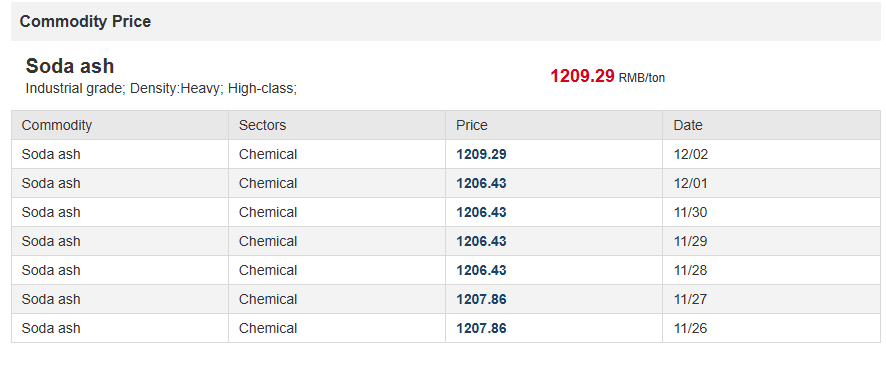 Commodity Price
Soda ash
1209.29 RMB/ton
Industrial grade; Density:Heavy; High-class;
Commodity Sectors Price Date
Soda ash Chemical 1209.29 12/02
Soda ash Chemical 1206.43 12/01
Soda ash Chemical 1206.43 11/30
Soda ash Chemical 1206.43 11/29
Soda ash Chemical 1206.43 11/28
Soda ash Chemical 1207.86 11/27
Soda ash Chemical 1207.86 11/26